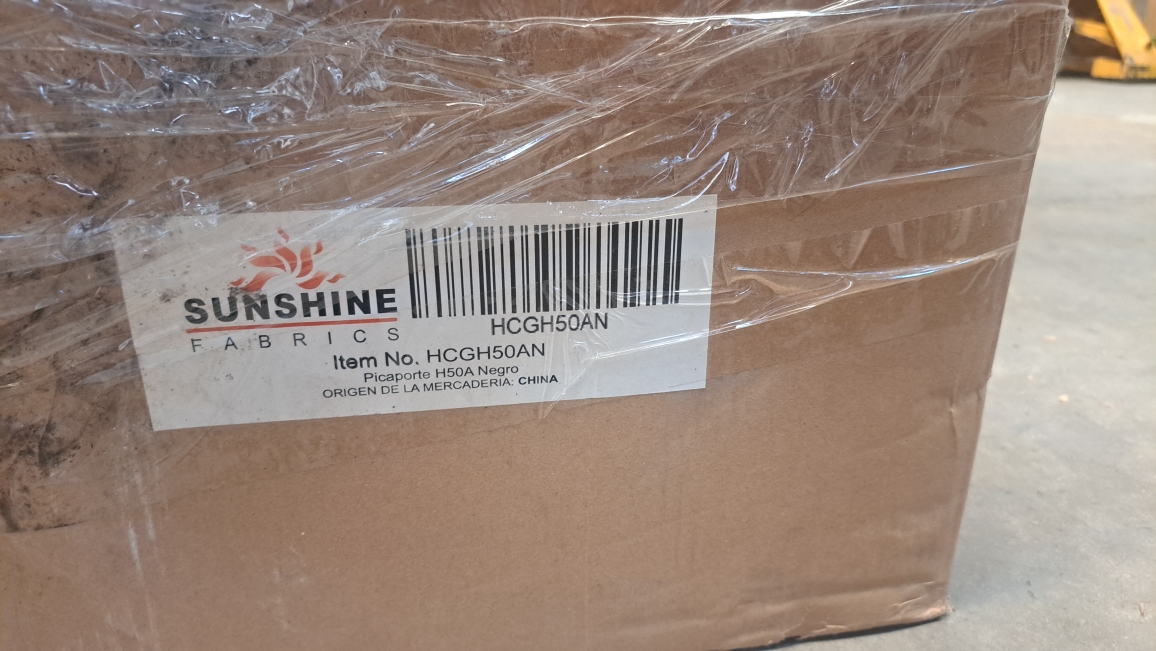 SUNSHINE
FABRICS
HCGH50AN
Item No. HCGH50AN
Picaporte H50A Negro
ORIGEN DE LA MERCADERIA: CHINA